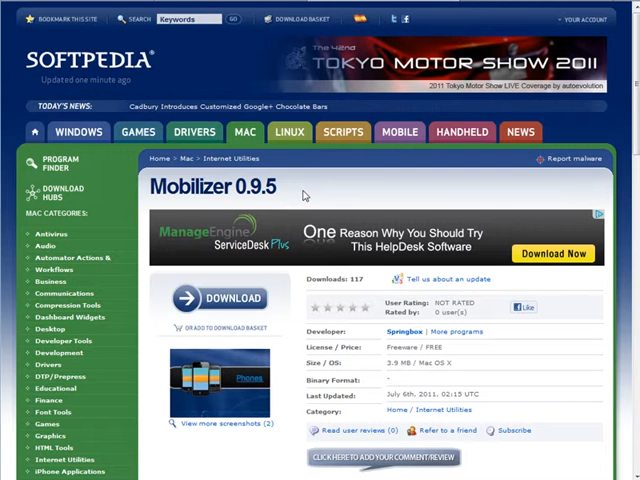 BOOKMARK THIS SITE
SEARCH
Keywords
GO
DOWNLOAD BASKET
YOUR ACCOUNT
SOFTPEDIA®
Updated one minute ago
The 42nd
TOKYO MOTOR SHOW 2011
2011 Tokyo Motor Show LIVE Coverage by autoevolution
TODAY'S NEWS:
Cadbury Introduces Customized Google+ Chocolate Bars
WINDOWS
GAMES
DRIVERS
MAC
LINUX
SCRIPTS
MOBILE
HANDHELD
NEWS
PROGRAM
FINDER
DOWNLOAD
HUBS
MAC CATEGORIES:
Antivirus
Audio
Automator Actions &
Workflows
Business
Communications
Compression Tools
Dashboard Widgets
Desktop
Developer Tools
Development
Drivers
DTP/Prepress
Educational
Finance
Font Tools
Games
Graphics
HTML Tools
Internet Utilities
iPhone Applications
Home > Mac > Internet Utilities
Report malware
Mobilizer 0.9.5
ManageEngine
ServiceDesk Plus
One Reason Why You Should Try
This HelpDesk Software
Download Now
DOWNLOAD
OR ADD TO DOWNLOAD BASKET
Phones
View more screenshots (2)
Downloads: 117
Tell us about an update
User Rating: NOT RATED
Rated by: 0 user(s)
Like
Developer: Springbox | More programs
License / Price: Freeware / FREE
Size / OS: 3.9 MB / Mac OS X
Binary Format: -
Last Updated: July 6th, 2011, 02:15 UTC
Category: Home / Internet Utilities
Read user reviews (0)
Refer to a friend
Subscribe
CLICK HERE TO ADD YOUR COMMENT/REVIEW